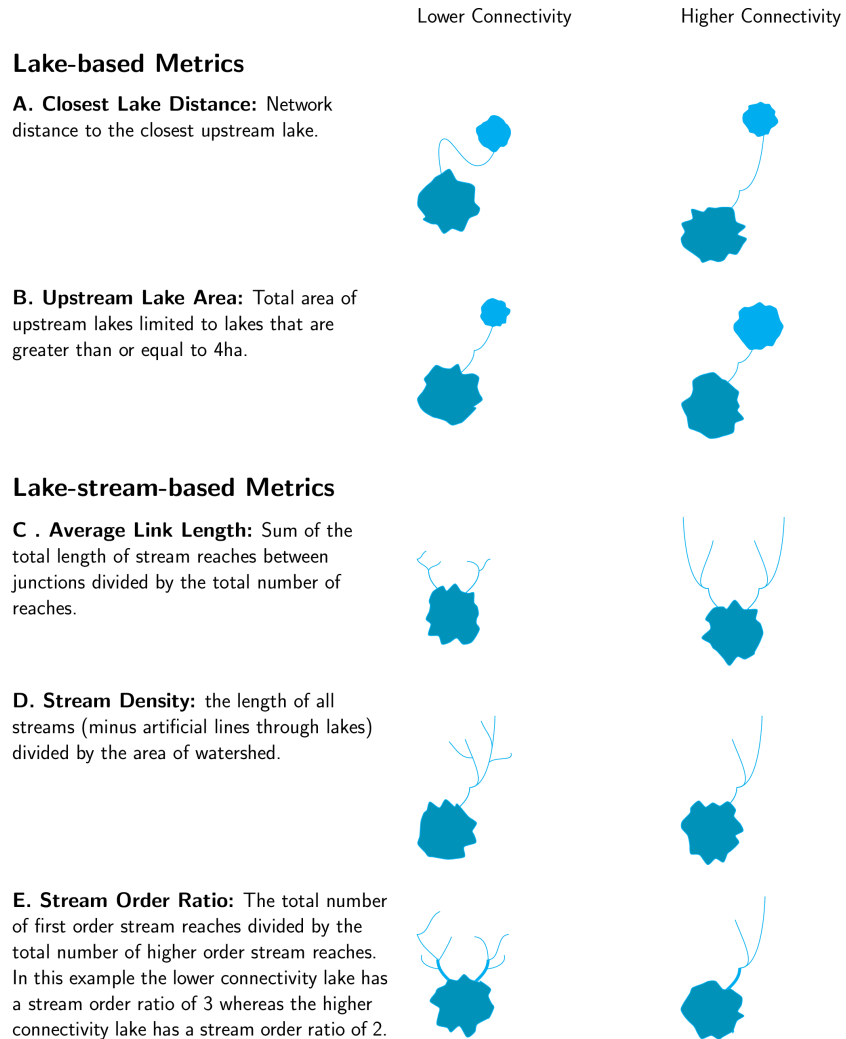 Lower Connectivity Higher Connectivity
Lake-based Metrics
A. Closest Lake Distance: Network
distance to the closest upstream lake.
B. Upstream Lake Area: Total area of
upstream lakes limited to lakes that are
greater than or equal to 4ha.
Lake-stream-based Metrics
C . Average Link Length: Sum of the
total length of stream reaches between
junctions divided by the total number of
reaches.
D. Stream Density: the length of all
streams (minus artificial lines through lakes)
divided by the area of watershed.
E. Stream Order Ratio: The total number
of first order stream reaches divided by the
total number of higher order stream reaches.
In this example the lower connectivity lake has
a stream order ratio of 3 whereas the higher
connectivity lake has a stream order ratio of 2.